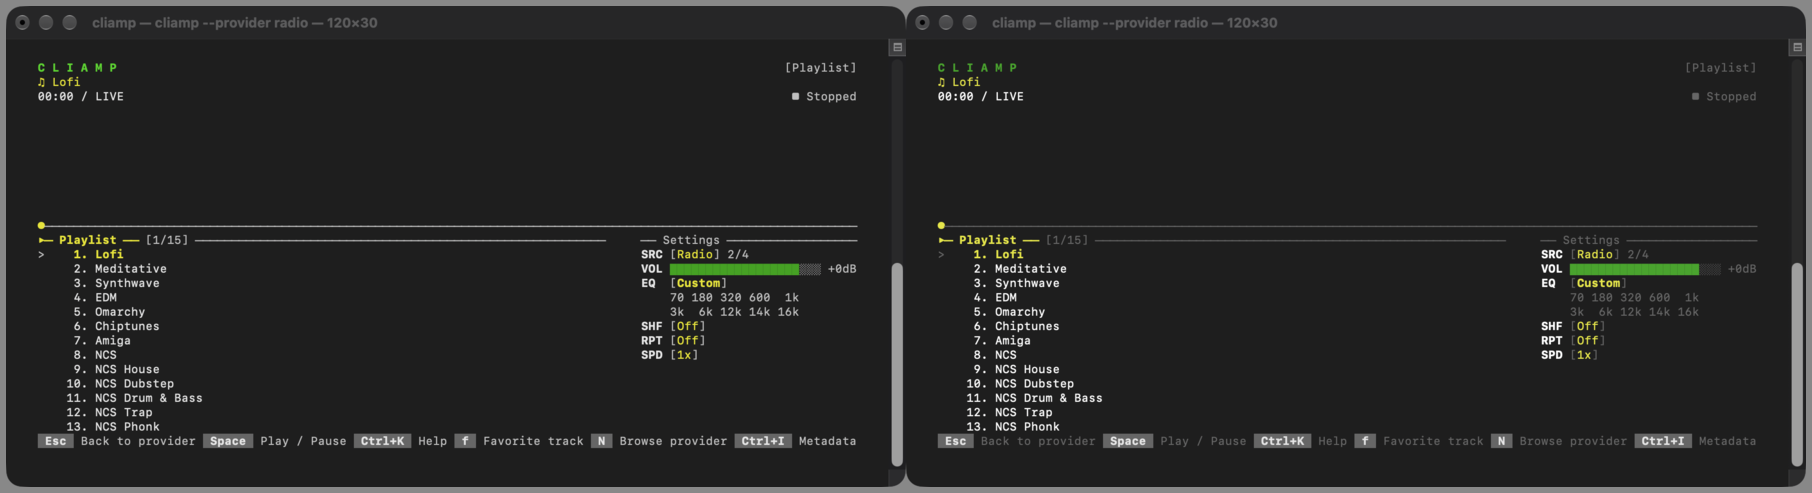 cliamp — cliamp --provider radio — 120×30
C L I A M P [Playlist]
♫ Lofi
00:00 / LIVE ■ Stopped
Playlist [1/15] Settings
> 1. Lofi SRC [Radio] 2/4
2. Meditative VOL +0dB
3. Synthwave EQ [Custom]
4. EDM 70 180 320 600 1k
5. Omarchy 3k 6k 12k 14k 16k
6. Chiptunes SHF [Off]
7. Amiga RPT [Off]
8. NCS SPD [1x]
9. NCS House
10. NCS Dubstep
11. NCS Drum & Bass
12. NCS Trap
13. NCS Phonk
Esc Back to provider Space Play / Pause Ctrl+K Help f Favorite track N Browse provider Ctrl+I Metadata
cliamp — cliamp --provider radio — 120×30
C L I A M P [Playlist]
♫ Lofi
00:00 / LIVE ■ Stopped
Playlist [1/15] Settings
> 1. Lofi SRC [Radio] 2/4
2. Meditative VOL +0dB
3. Synthwave EQ [Custom]
4. EDM 70 180 320 600 1k
5. Omarchy 3k 6k 12k 14k 16k
6. Chiptunes SHF [Off]
7. Amiga RPT [Off]
8. NCS SPD [1x]
9. NCS House
10. NCS Dubstep
11. NCS Drum & Bass
12. NCS Trap
13. NCS Phonk
Esc Back to provider Space Play / Pause Ctrl+K Help f Favorite track N Browse provider Ctrl+I Metadata